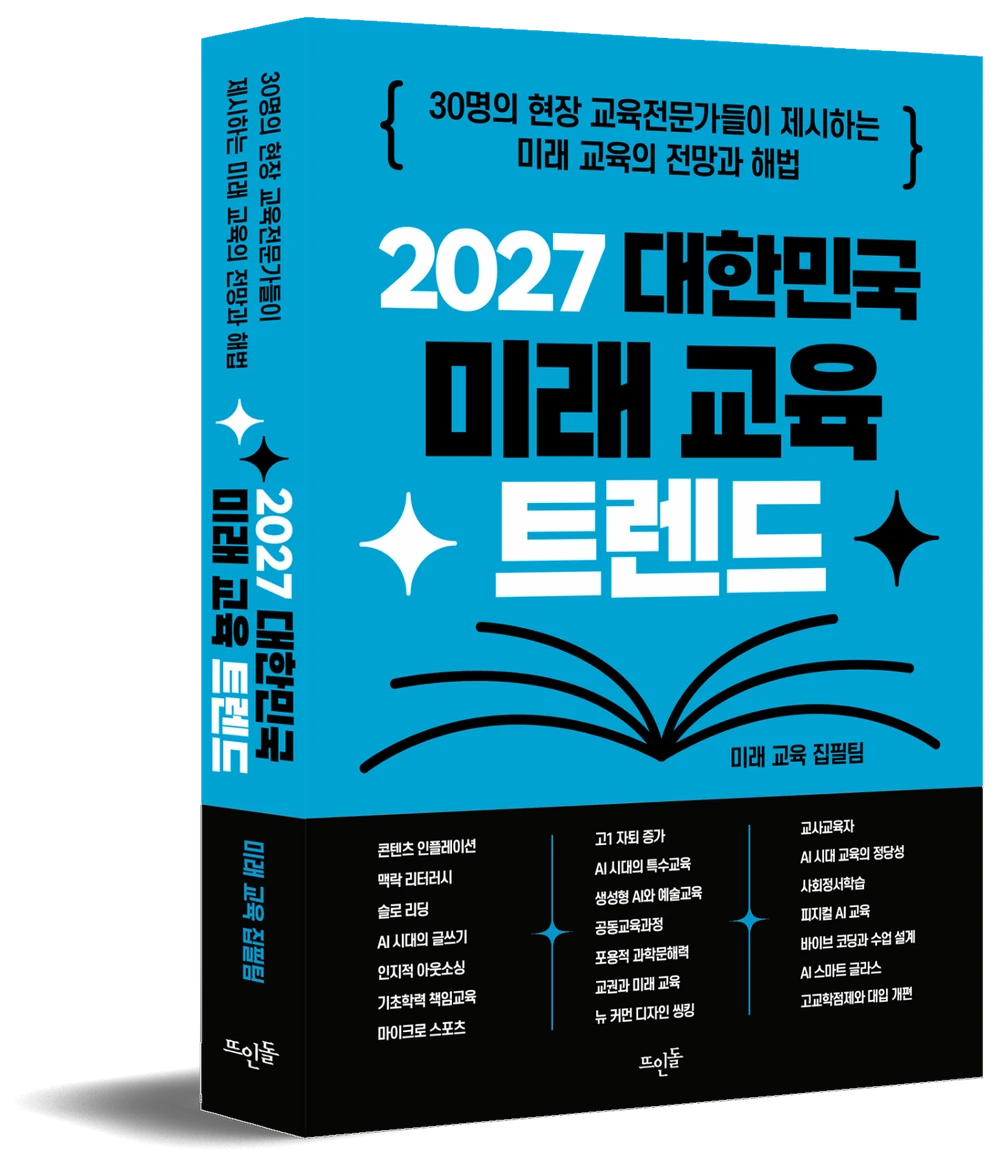 30명의 현장 교육전문가들이
제시하는 미래 교육의 전망과 해법
2027 대한민국
미래 교육 트렌드
미래 교육 집필팀
뜨인돌
30명의 현장 교육전문가들이 제시하는
미래 교육의 전망과 해법
2027 대한민국
미래 교육
트렌드
미래 교육 집필팀
콘텐츠 인플레이션
맥락 리터러시
슬로 리딩
AI 시대의 글쓰기
인지적 아웃소싱
기초학력 책임교육
마이크로 스포츠
고1 자퇴 증가
AI 시대의 특수교육
생성형 AI와 예술교육
공동교육과정
포용적 과학문해력
교권과 미래 교육
뉴 커먼 디자인 씽킹
교사교육자
AI 시대 교육의 정당성
사회정서학습
피지컬 AI 교육
바이브 코딩과 수업 설계
AI 스마트 글라스
고교학점제와 대입 개편
뜨인돌